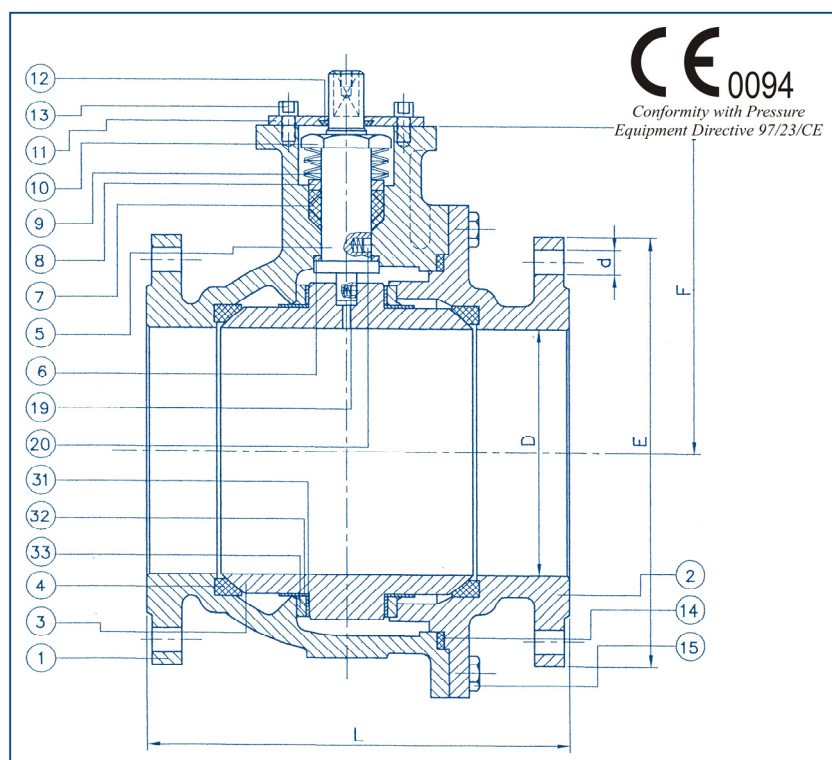 CE 0094
Conformity with Pressure
Equipment Directive 97/23/CE
12
13
11
10
9
8
7
5
6
19
20
31
32
33
4
3
1
2
14
15
d
F
D
E
L